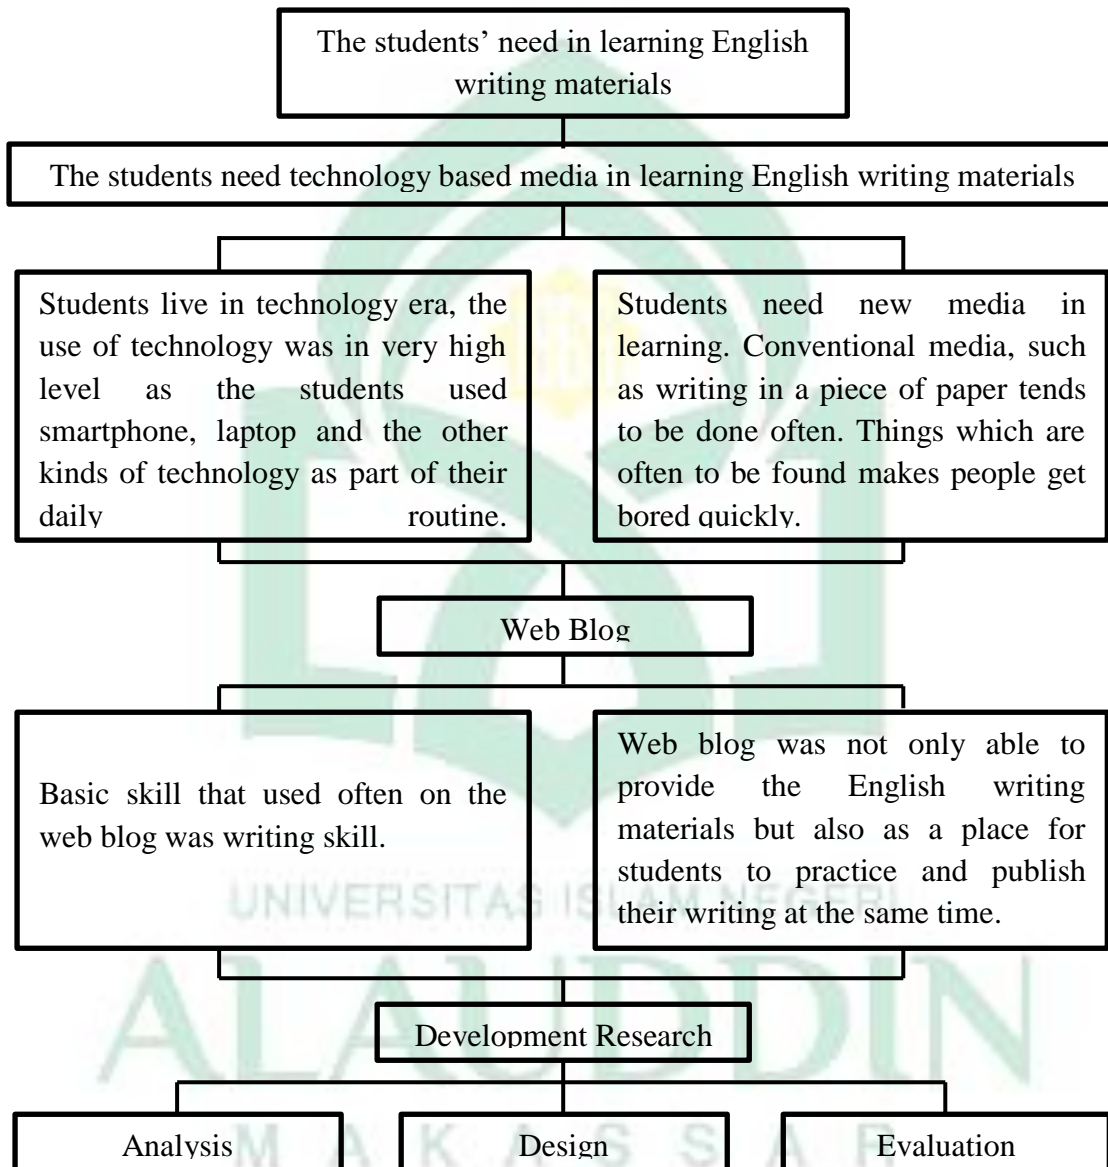 The students’ need in learning English
writing materials
The students need technology based media in learning English writing materials
Students live in technology era, the
use of technology was in very high
level as the students used
smartphone, laptop and the other
kinds of technology as part of their
daily routine.
Students need new media in
learning. Conventional media, such
as writing in a piece of paper tends
to be done often. Things which are
often to be found makes people get
bored quickly.
Web Blog
Basic skill that used often on the
web blog was writing skill.
Web blog was not only able to
provide the English writing
materials but also as a place for
students to practice and publish
their writing at the same time.
UNIVERSITAS ISLAM NEGERI
ALAUDDIN
Development Research
Analysis
Design
Evaluation
MAKASSAR